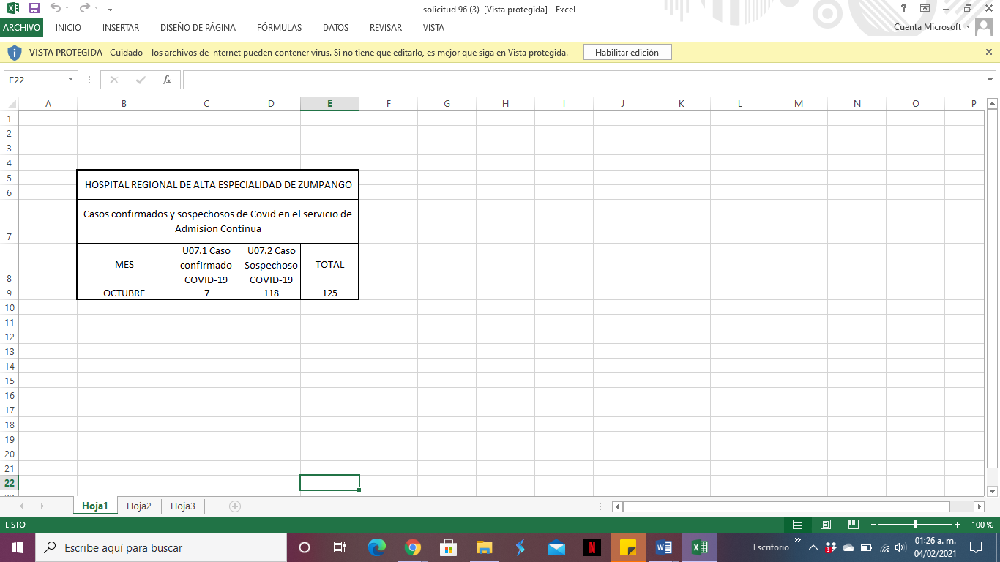 solicitud 96 (3) [Vista protegida] - Excel
ARCHIVO INICIO INSERTAR DISEÑO DE PÁGINA FÓRMULAS DATOS REVISAR VISTA Cuenta Microsoft
VISTA PROTEGIDA Cuidado—los archivos de Internet pueden contener virus. Si no tiene que editarlo, es mejor que siga en Vista protegida. Habilitar edición
E22 fx
A B C D E F G H I J K L M N O P
1
2
3
4
5
HOSPITAL REGIONAL DE ALTA ESPECIALIDAD DE ZUMPANGO
6
Casos confirmados y sospechosos de Covid en el servicio de
Admision Continua
7
MES
U07.1 Caso
confirmado
COVID-19
U07.2 Caso
Sospechoso
COVID-19
TOTAL
8
9 OCTUBRE 7 118 125
10
11
12
13
14
15
16
17
18
19
20
21
22
Hoja1 Hoja2 Hoja3
LISTO 100 %
Escribe aquí para buscar
Escritorio
01:26 a. m.
04/02/2021